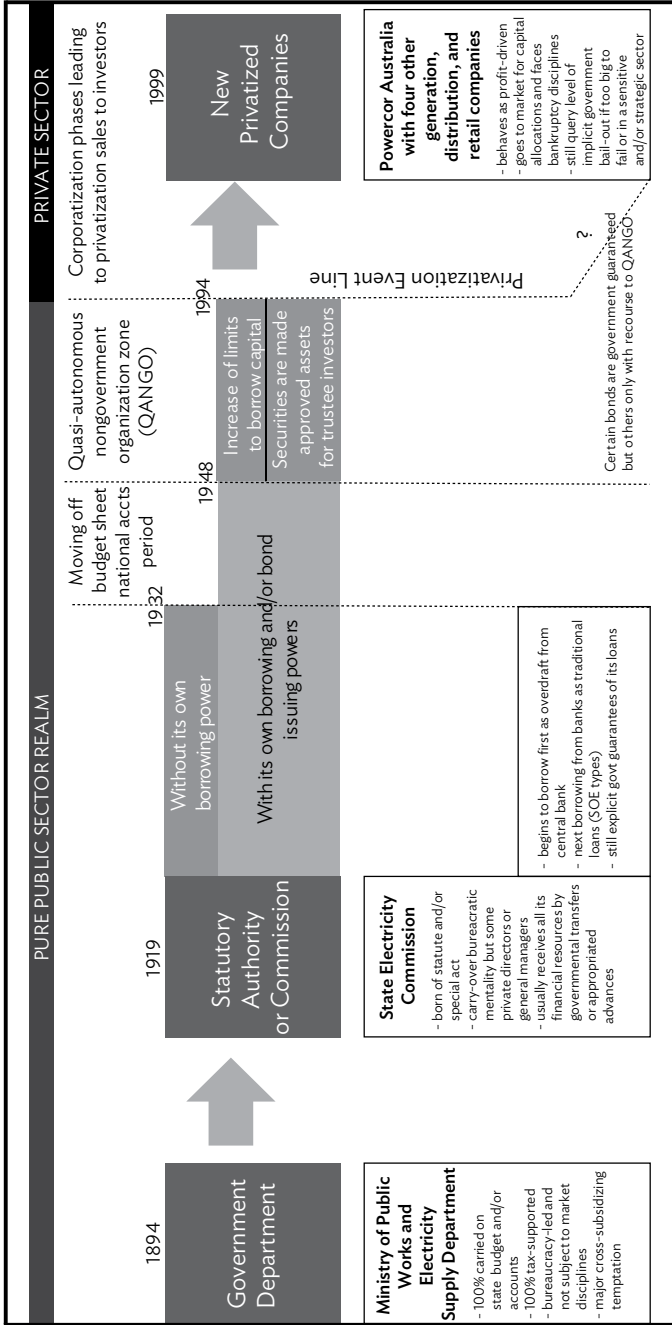 PURE PUBLIC SECTOR REALM
PRIVATE SECTOR
1894
Government
Department
Ministry of Public
Works and
Electricity
Supply Department
- 100% carried on
state budget and/or
accounts
- 100% tax-supported
- bureaucracy-led and
not subject to market
disciplines
- major cross-subsidizing
temptation
1919
Statutory
Authority
or Commission
State Electricity
Commission
- born of statute and/or
special act
- carry-over bureacratic
mentality but some
private directors or
general managers
- usually receives all its
financial resources by
governmental transfers
or appropriated
advances
Without its own
borrowing power
With its own borrowing and/or bond
issuing powers
- begins to borrow first as overdraft from
central bank
- next borrowing from banks as traditional
loans (SOE types)
- still explicit govt guarantees of its loans
1932
Moving off
budget sheet
national accts
period
1948
Quasi-autonomous
nongovernment
organization zone
(QANGO)
Increase of limits
to borrow capital
Securities are made
approved assets
for trustee investors
1994
Certain bonds are government guaranteed
but others only with recourse to QANGO
?
Privatization Event Line
Corporatization phases leading
to privatization sales to investors
1999
New
Privatized
Companies
Powercor Australia
with four other
generation,
distribution, and
retail companies
- behaves as profit-driven
- goes to market for capital
allocations and faces
bankruptcy disciplines
- still query level of
implicit government
bail-out if too big to
fail or in a sensitive
and/or strategic sector